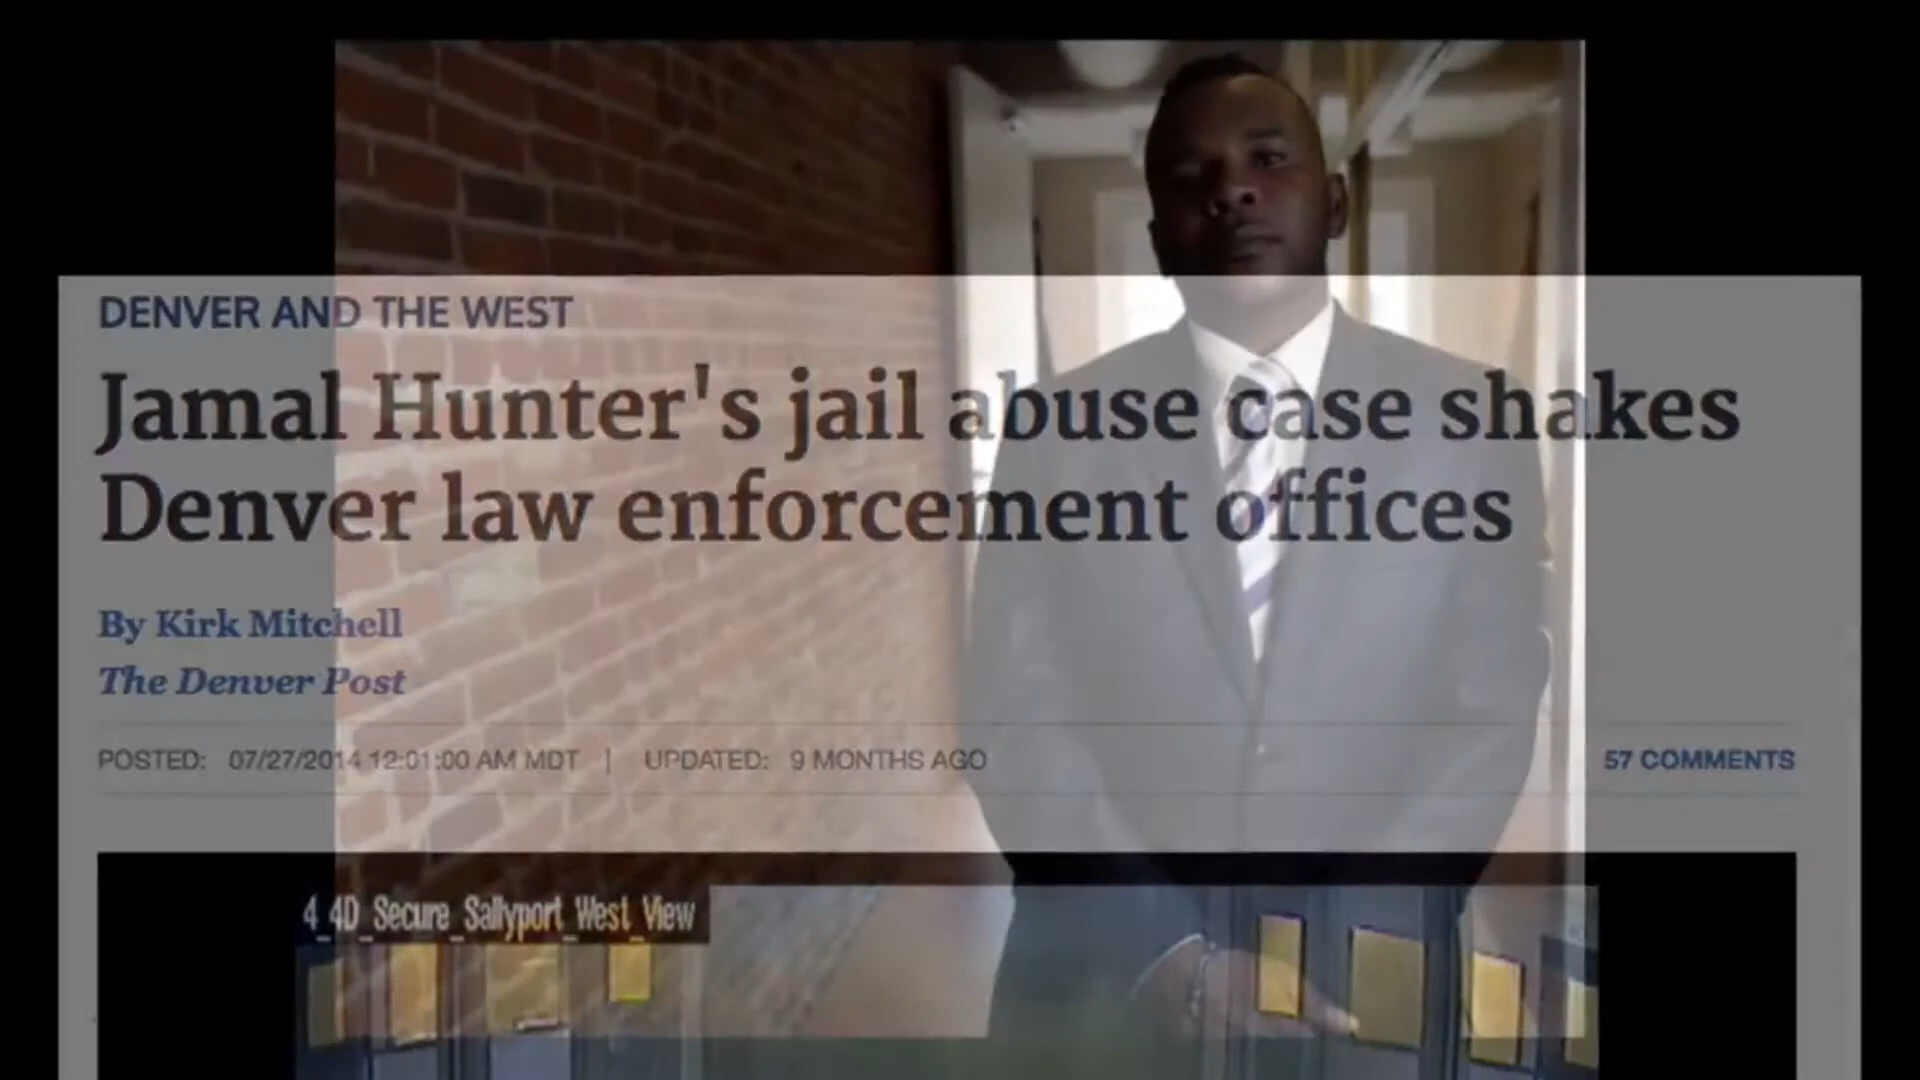 DENVER AND THE WEST
Jamal Hunter's jail abuse case shakes
Denver law enforcement offices
By Kirk Mitchell
The Denver Post
POSTED: 07/27/2014 12:01:00 AM MDT | UPDATED: 9 MONTHS AGO
57 COMMENTS
4_4D_Secure_Sallyport_West_View